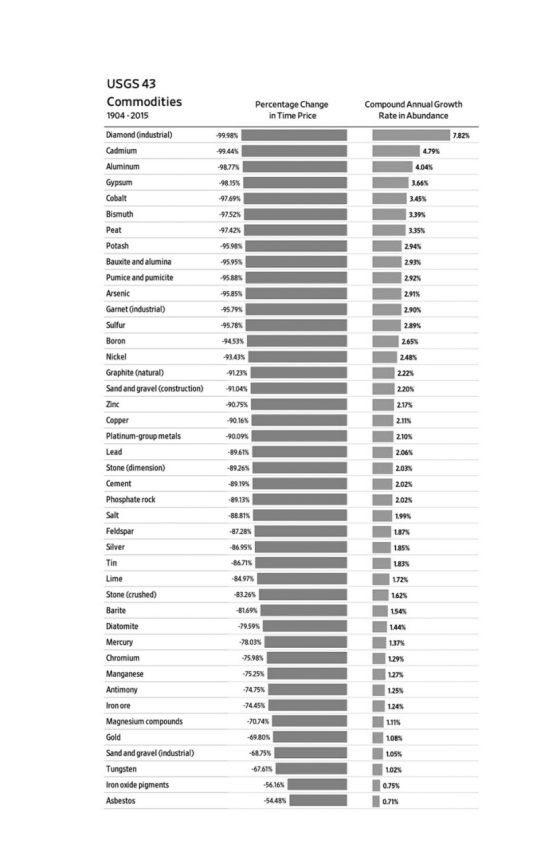 USGS 43
Commodities
1904 - 2015
Percentage Change
in Time Price
Compound Annual Growth
Rate in Abundance
Diamond (industrial) -99.98% 7.82%
Cadmium -99.44% 4.79%
Aluminum -98.77% 4.04%
Gypsum -98.15% 3.66%
Cobalt -97.69% 3.45%
Bismuth -97.52% 3.39%
Peat -97.42% 3.35%
Potash -95.98% 2.94%
Bauxite and alumina -95.95% 2.93%
Pumice and pumicite -95.88% 2.92%
Arsenic -95.85% 2.91%
Garnet (industrial) -95.79% 2.90%
Sulfur -95.78% 2.89%
Boron -94.53% 2.65%
Nickel -93.43% 2.48%
Graphite (natural) -91.23% 2.22%
Sand and gravel (construction) -91.04% 2.20%
Zinc -90.75% 2.17%
Copper -90.16% 2.11%
Platinum-group metals -90.09% 2.10%
Lead -89.61% 2.06%
Stone (dimension) -89.26% 2.03%
Cement -89.19% 2.02%
Phosphate rock -89.13% 2.02%
Salt -88.81% 1.99%
Feldspar -87.28% 1.87%
Silver -86.95% 1.85%
Tin -86.71% 1.83%
Lime -84.97% 1.72%
Stone (crushed) -83.26% 1.62%
Barite -81.69% 1.54%
Diatomite -79.59% 1.44%
Mercury -78.03% 1.37%
Chromium -75.98% 1.29%
Manganese -75.25% 1.27%
Antimony -74.75% 1.25%
Iron ore -74.45% 1.24%
Magnesium compounds -70.74% 1.11%
Gold -69.80% 1.08%
Sand and gravel (industrial) -68.75% 1.05%
Tungsten -67.61% 1.02%
Iron oxide pigments -56.16% 0.75%
Asbestos -54.48% 0.71%